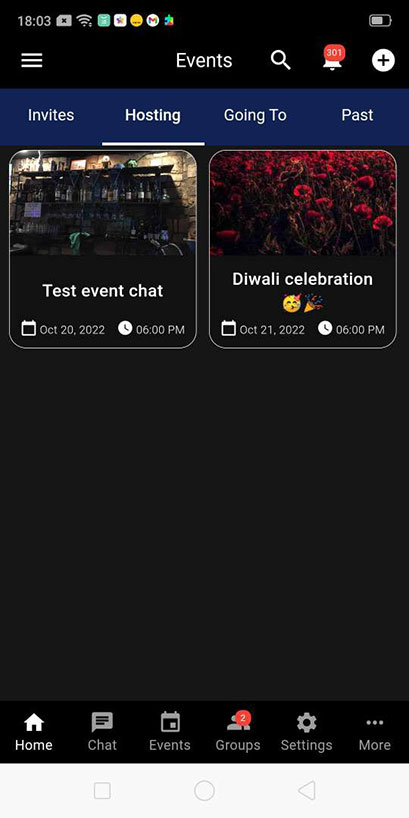 18:03
Events
301
Invites Hosting Going To Past
Test event chat
Oct 20, 2022 06:00 PM
Diwali celebration
🥳🎉
Oct 21, 2022 06:00 PM
2
Home Chat Events Groups Settings More